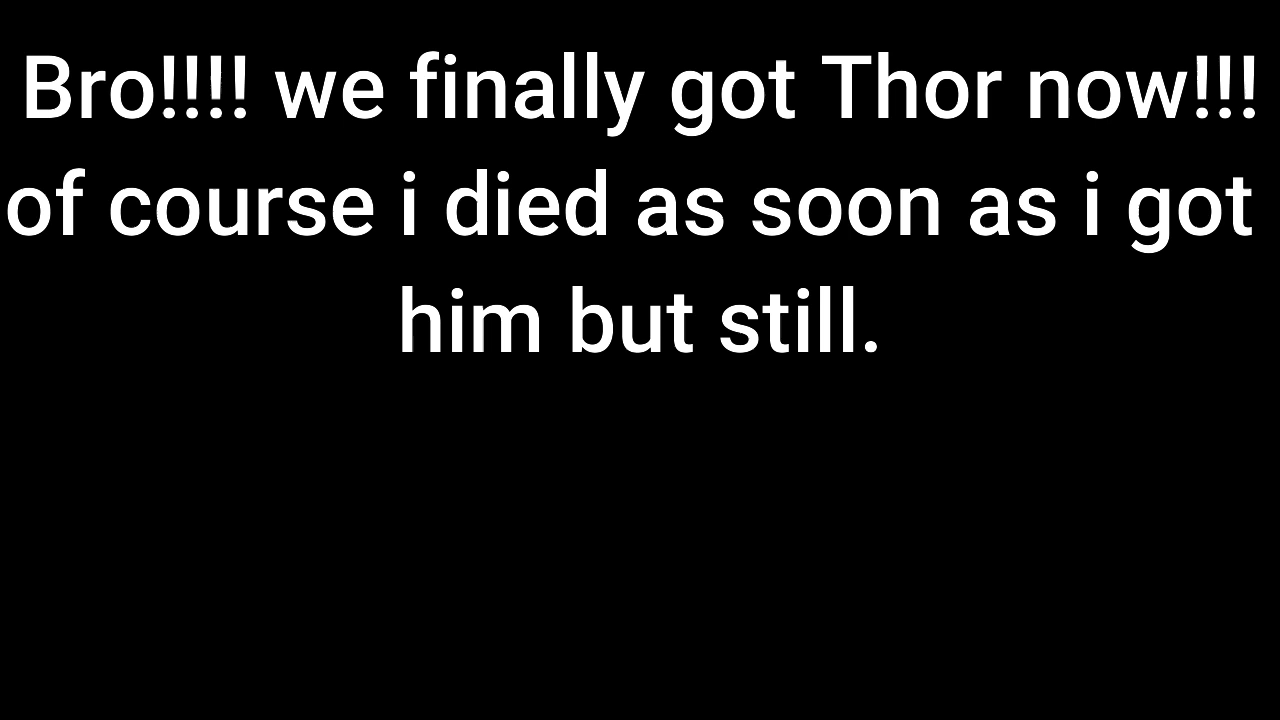 Bro!!!! we finally got Thor now!!!
of course i died as soon as i got
him but still.